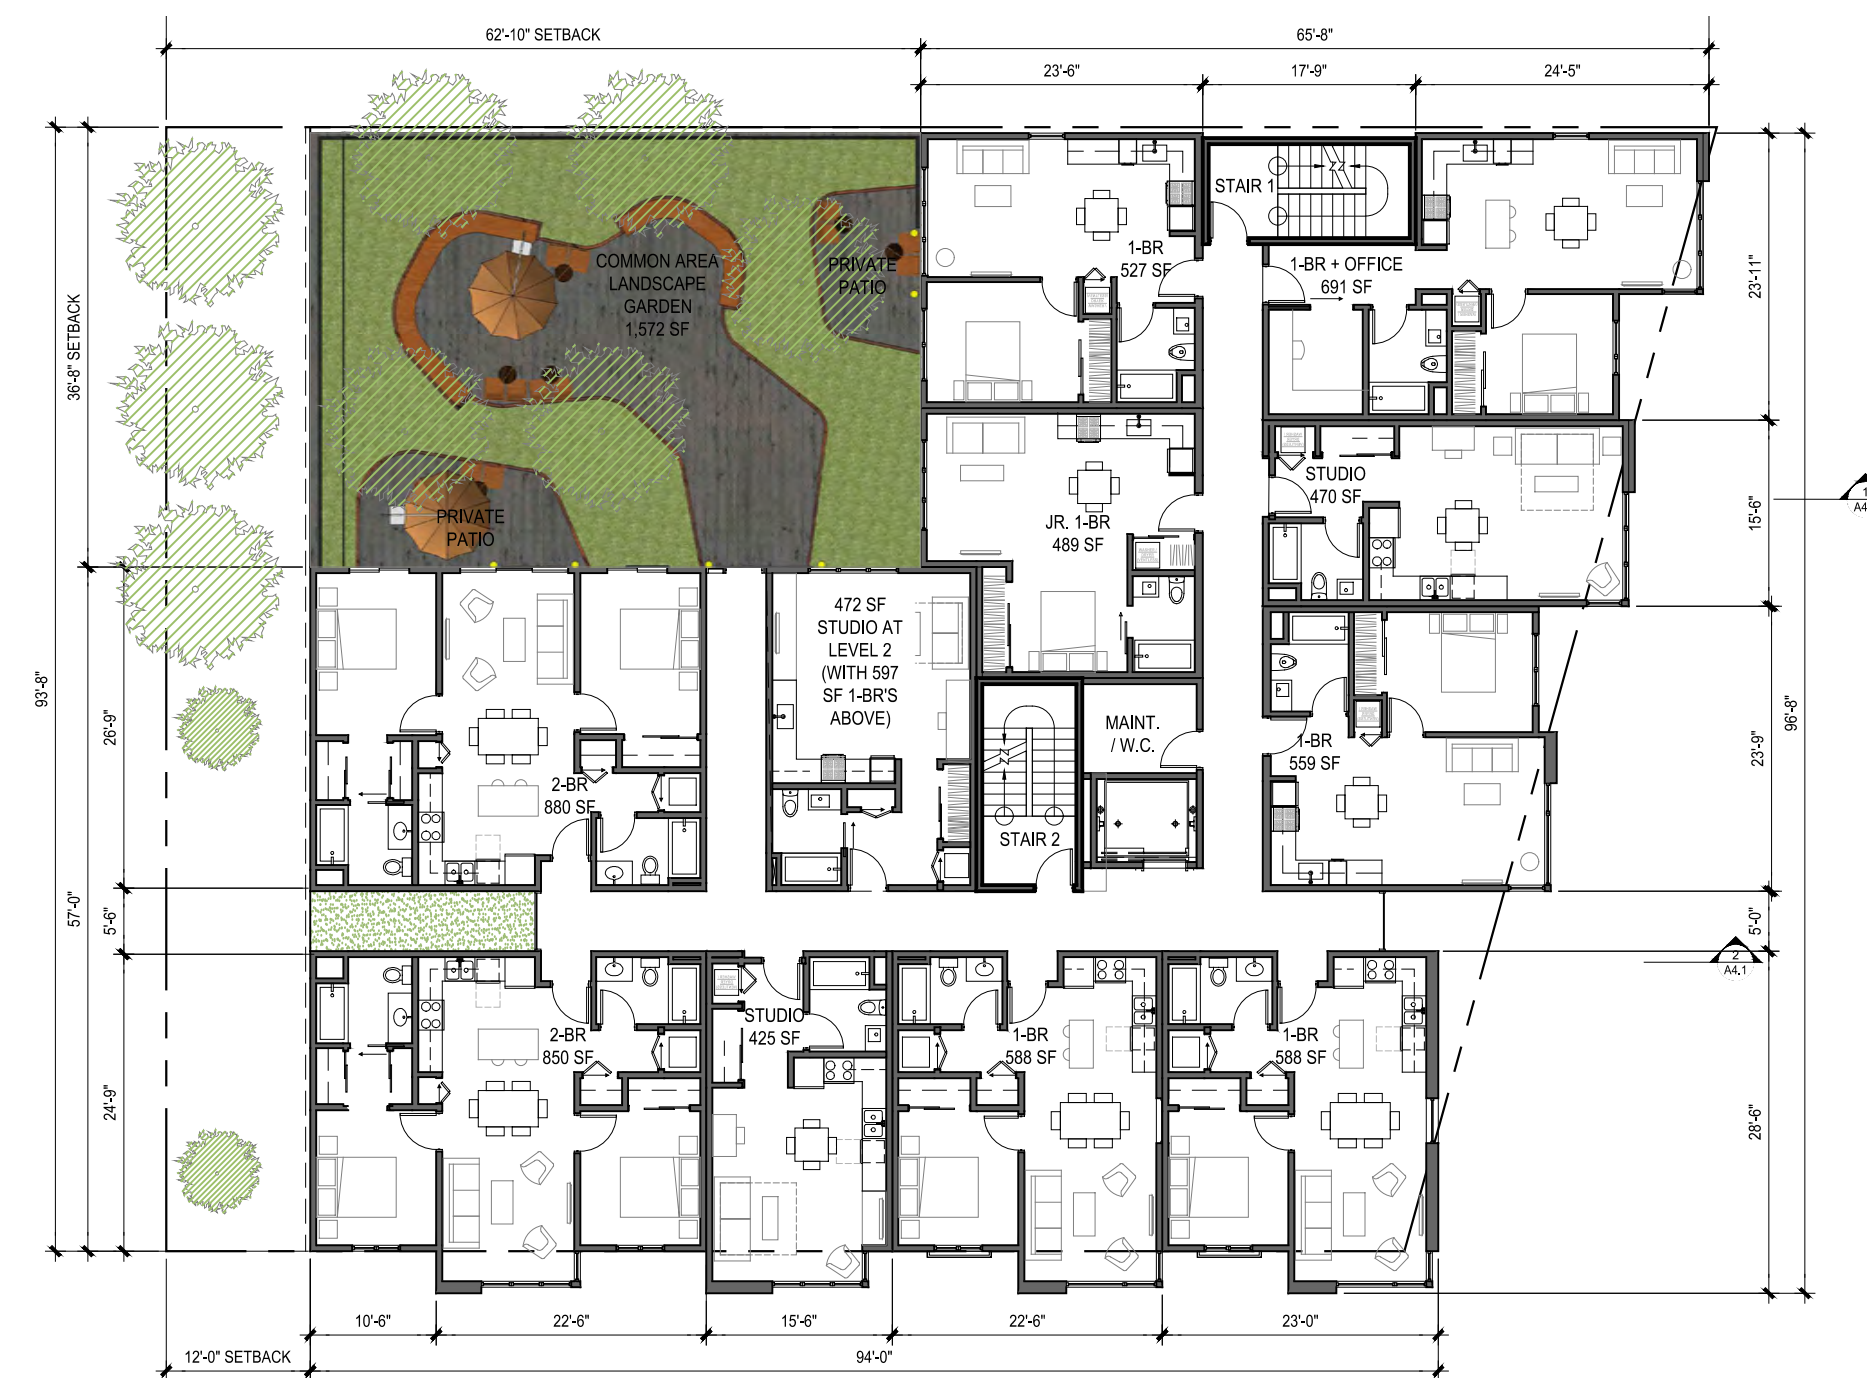 62'-10" SETBACK
65'-8"
23'-6"
17'-9"
24'-5"
STAIR 1
COMMON AREA
LANDSCAPE
GARDEN
1,572 SF
PRIVATE
PATIO
1-BR
527 SF
1-BR + OFFICE
691 SF
36'-8" SETBACK
23'-11"
STUDIO
470 SF
15'-6"
1
A4
PRIVATE
PATIO
JR. 1-BR
489 SF
472 SF
STUDIO AT
LEVEL 2
(WITH 597
SF 1-BR'S
ABOVE)
MAINT.
/ W.C.
1-BR
559 SF
93'-8"
26'-9"
23'-9"
96'-8"
2-BR
880 SF
STAIR 2
57'-0"
5'-6"
5'-0"
2
A4.1
2-BR
850 SF
STUDIO
425 SF
1-BR
588 SF
1-BR
588 SF
24'-9"
28'-6"
10'-6"
22'-6"
15'-6"
22'-6"
23'-0"
12'-0" SETBACK
94'-0"